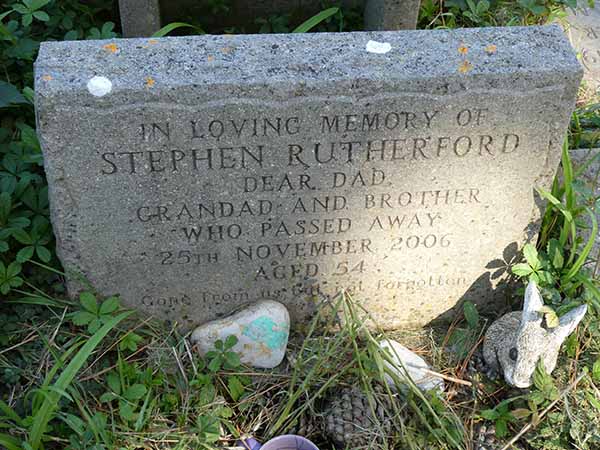 IN LOVING MEMORY OF
STEPHEN RUTHERFORD
DEAR DAD
GRANDAD AND BROTHER
WHO PASSED AWAY
25TH NOVEMBER 2006
AGED 54
Gone from us but not forgotten